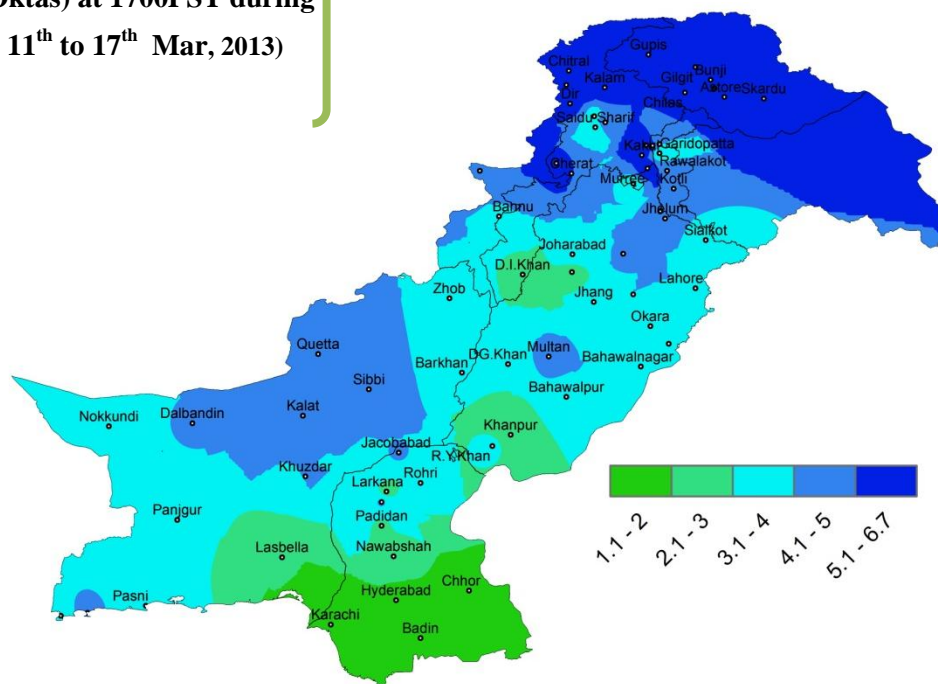 Oktas) at 1700PST during
11th to 17th Mar, 2013)
Gupis
Chitral
Bunji
Kalam
Gilgit
Astore
Skardu
Dir
Chilas
Saidu Sharif
Garidopatta
Cherat
Rawalakot
Murree
Kotli
Bannu
Jhelum
Sialkot
Joharabad
D.I.Khan
Zhob
Jhang
Lahore
Okara
Quetta
Multan
DG.Khan
Barkhan
Bahawalnagar
Sibbi
Bahawalpur
Nokkundi
Dalbandin
Kalat
Khanpur
Jacobabad
R.Y.Khan
Khuzdar
Rohri
Larkana
Panjgur
Padidan
Lasbella
Nawabshah
Chhor
Hyderabad
Pasni
Karachi
Badin
1.1 - 2
2.1 - 3
3.1 - 4
4.1 - 5
5.1 - 6.7